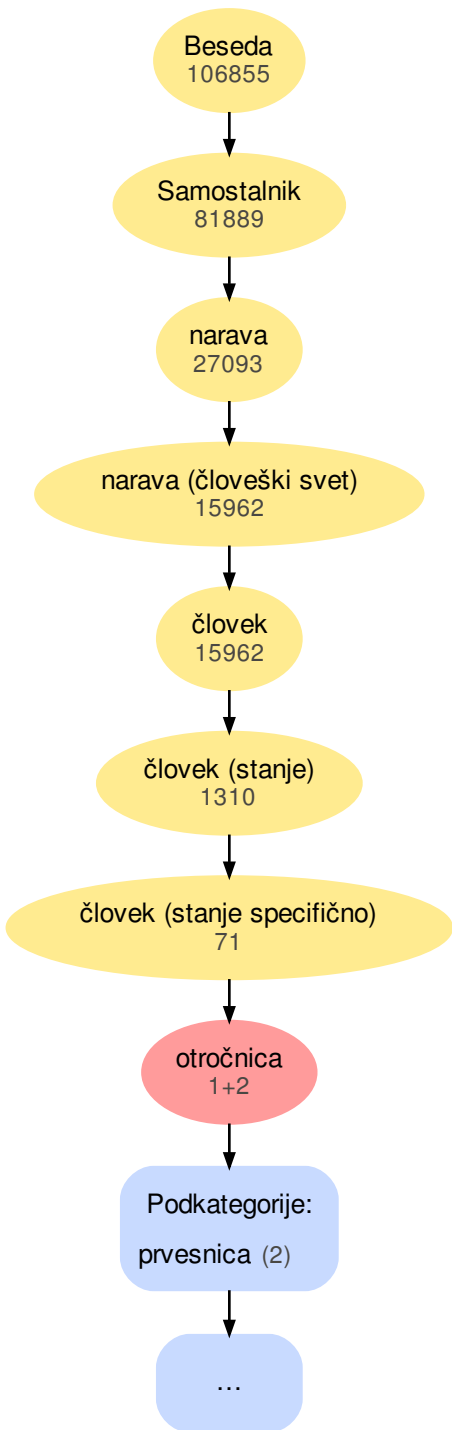 Beseda
106855
Samostalnik
81889
narava
27093
narava (človeški svet)
15962
človek
15962
človek (stanje)
1310
človek (stanje specifično)
71
otročnica
1+2
Podkategorije:
prvesnica (2)
…